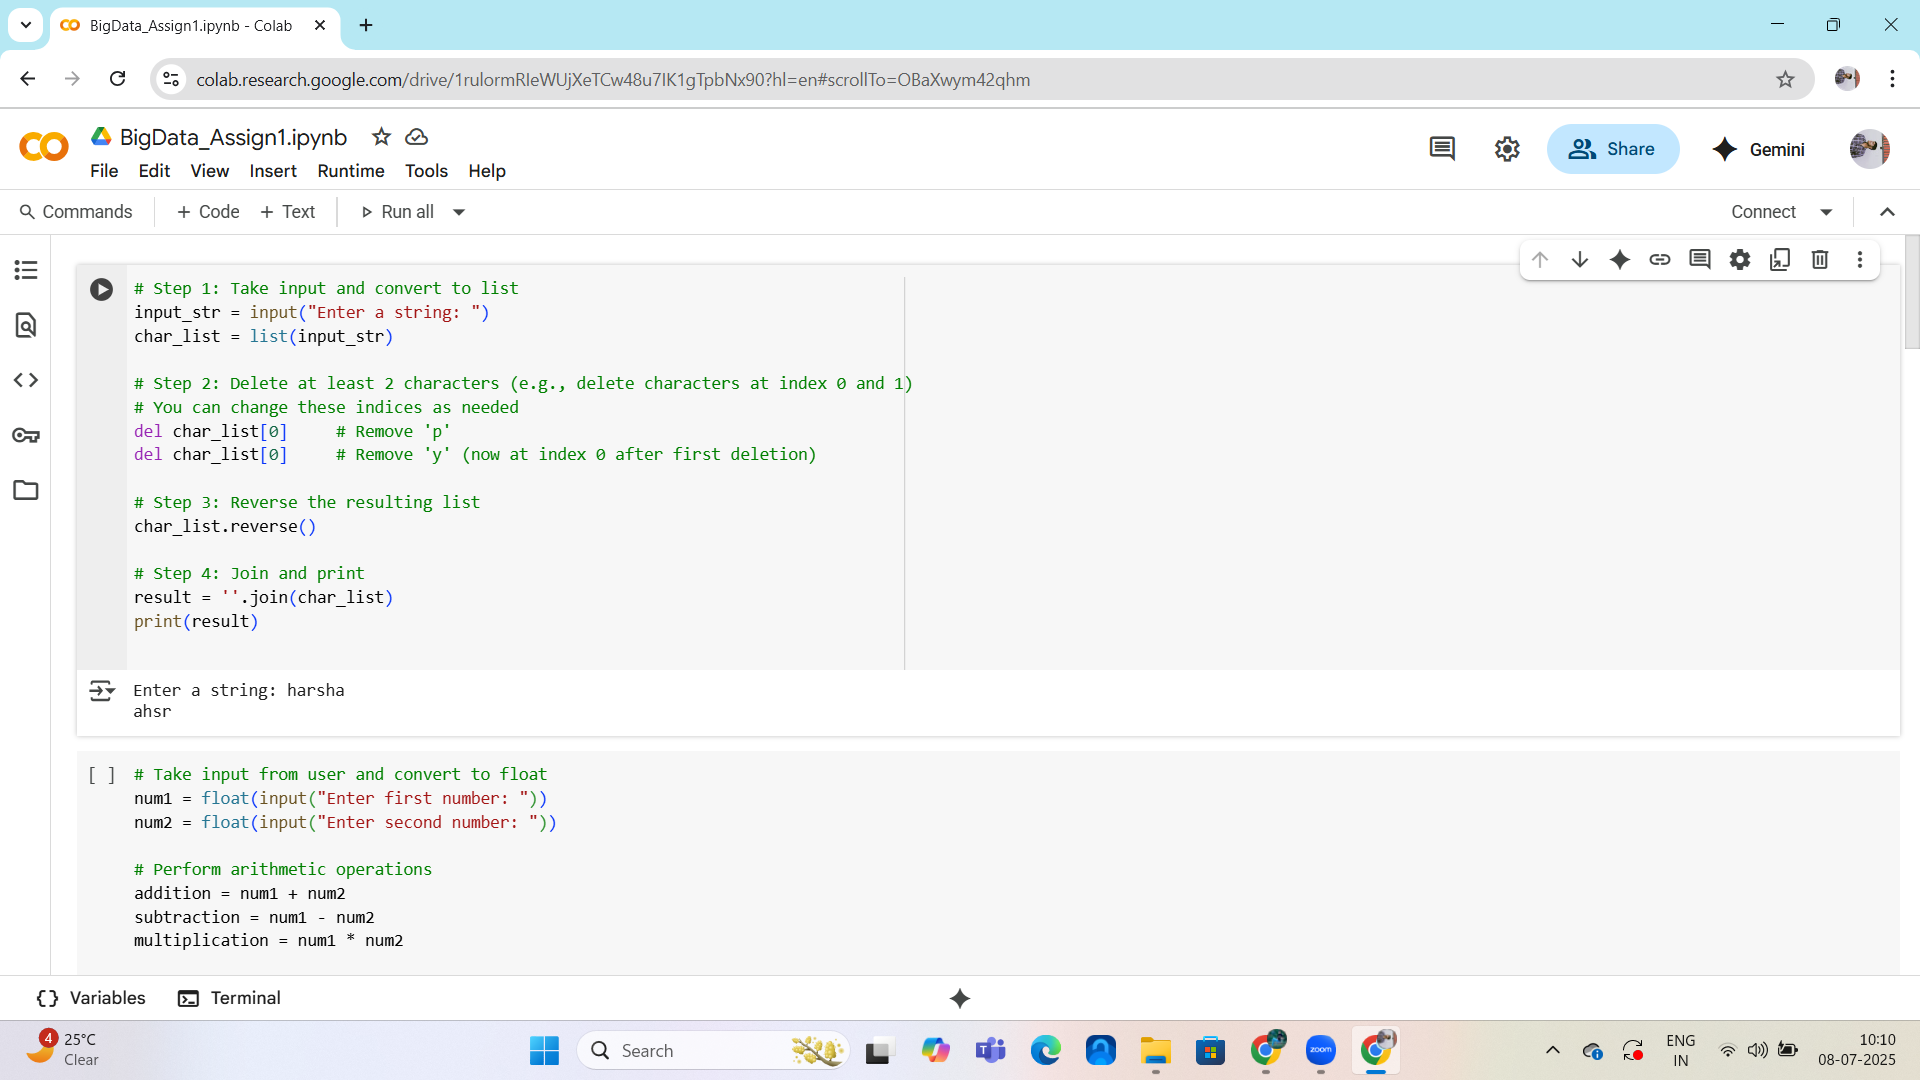 BigData_Assign1.ipynb - Colab
colab.research.google.com/drive/1rulormRIeWUjXeTCw48u7IK1gTpbNx90?hl=en#scrollTo=OBaXwym42qhm
BigData_Assign1.ipynb
File Edit View Insert Runtime Tools Help
Share
Gemini
Commands + Code + Text Run all
Connect
# Step 1: Take input and convert to list
input_str = input("Enter a string: ")
char_list = list(input_str)
# Step 2: Delete at least 2 characters (e.g., delete characters at index 0 and 1)
# You can change these indices as needed
del char_list[0]     # Remove 'p'
del char_list[0]     # Remove 'y' (now at index 0 after first deletion)
# Step 3: Reverse the resulting list
char_list.reverse()
# Step 4: Join and print
result = ''.join(char_list)
print(result)
Enter a string: harsha
ahsr
[ ] # Take input from user and convert to float
num1 = float(input("Enter first number: "))
num2 = float(input("Enter second number: "))
# Perform arithmetic operations
addition = num1 + num2
subtraction = num1 - num2
multiplication = num1 * num2
Variables Terminal
4 25°C
Clear
Search
zoom
ENG
IN
10:10
08-07-2025